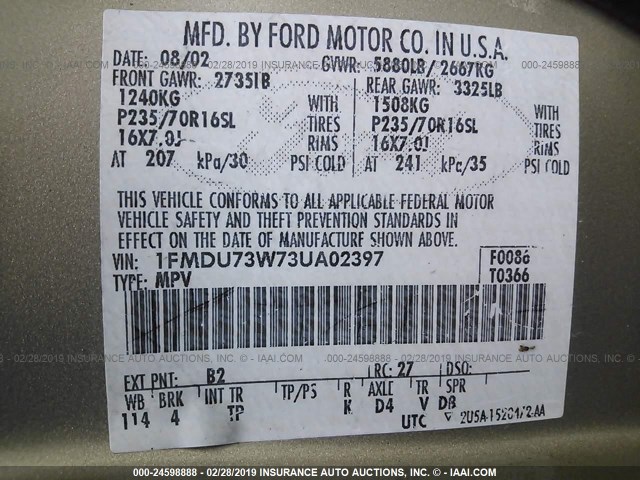 MFD. BY FORD MOTOR CO. IN U.S.A.
DATE: 08/02 GVWR: 5880LB/ 2667KG
FRONT GAWR: 2735LB REAR GAWR: 3325LB
1240KG WITH 1508KG WITH
P235/70R16SL TIRES P235/70R16SL TIRES
16X7.0J RIMS 16X7.0J RIMS
AT 207 kPa/30 PSI COLD AT 241 kPa/35 PSI COLD
THIS VEHICLE CONFORMS TO ALL APPLICABLE FEDERAL MOTOR
VEHICLE SAFETY AND THEFT PREVENTION STANDARDS IN
EFFECT ON THE DATE OF MANUFACTURE SHOWN ABOVE.
VIN: 1FMDU73W73UA02397 F0086
TYPE: MPV T0366
EXT PNT: B2 RC: 27 DSO:
WB BRK INT TR TP/PS R AXLE TR SPR
114 4 TP K D4 V D8
UTC
000-24598888 - 02/28/2019 INSURANCE AUTO AUCTIONS, INC. - © - IAAI.COM